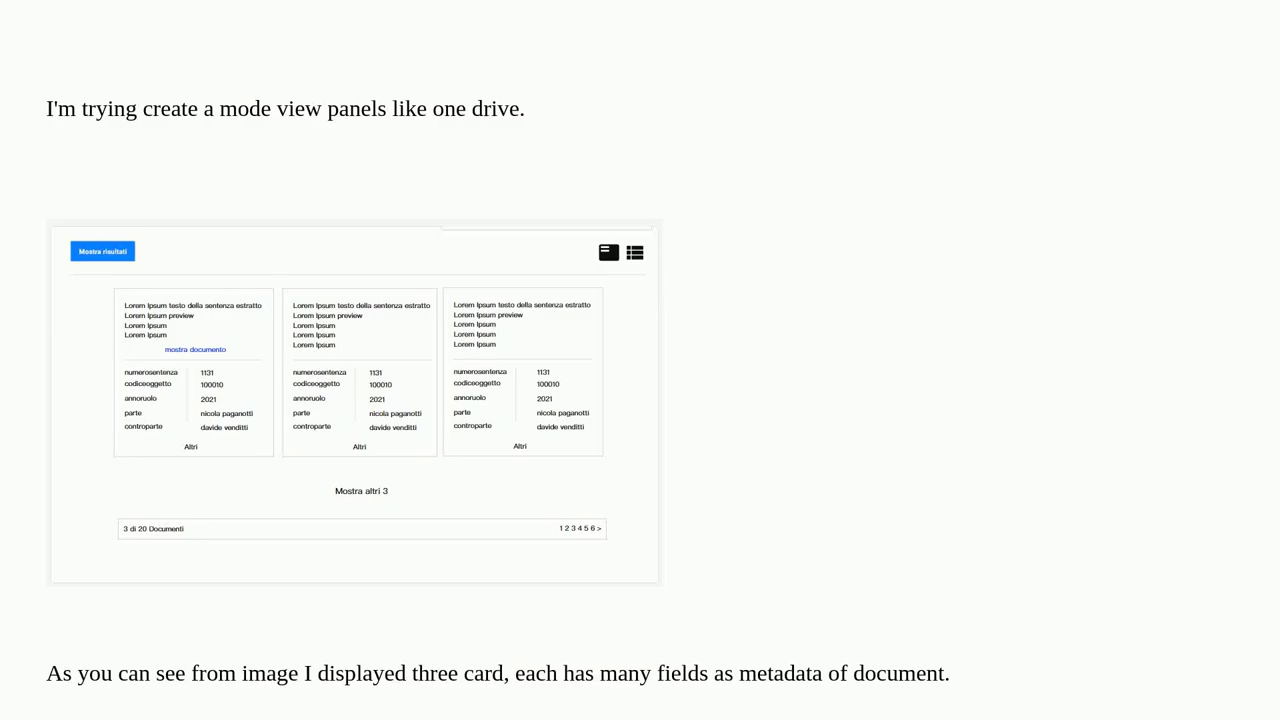 I'm trying create a mode view panels like one drive.
Mostra risultati
Lorem Ipsum testo della sentenza estratto
Lorem Ipsum preview
Lorem Ipsum
Lorem Ipsum
mostra documento
numerosentenza 1131
codiceoggetto 100010
annoruolo 2021
parte nicola paganotti
controparte davide venditti
Altri
Lorem Ipsum testo della sentenza estratto
Lorem Ipsum preview
Lorem Ipsum
Lorem Ipsum
Lorem Ipsum
numerosentenza 1131
codiceoggetto 100010
annoruolo 2021
parte nicola paganotti
controparte davide venditti
Altri
Lorem Ipsum testo della sentenza estratto
Lorem Ipsum preview
Lorem Ipsum
Lorem Ipsum
Lorem Ipsum
numerosentenza 1131
codiceoggetto 100010
annoruolo 2021
parte nicola paganotti
controparte davide venditti
Altri
Mostra altri 3
3 di 20 Documenti 1 2 3 4 5 6 >
As you can see from image I displayed three card, each has many fields as metadata of document.